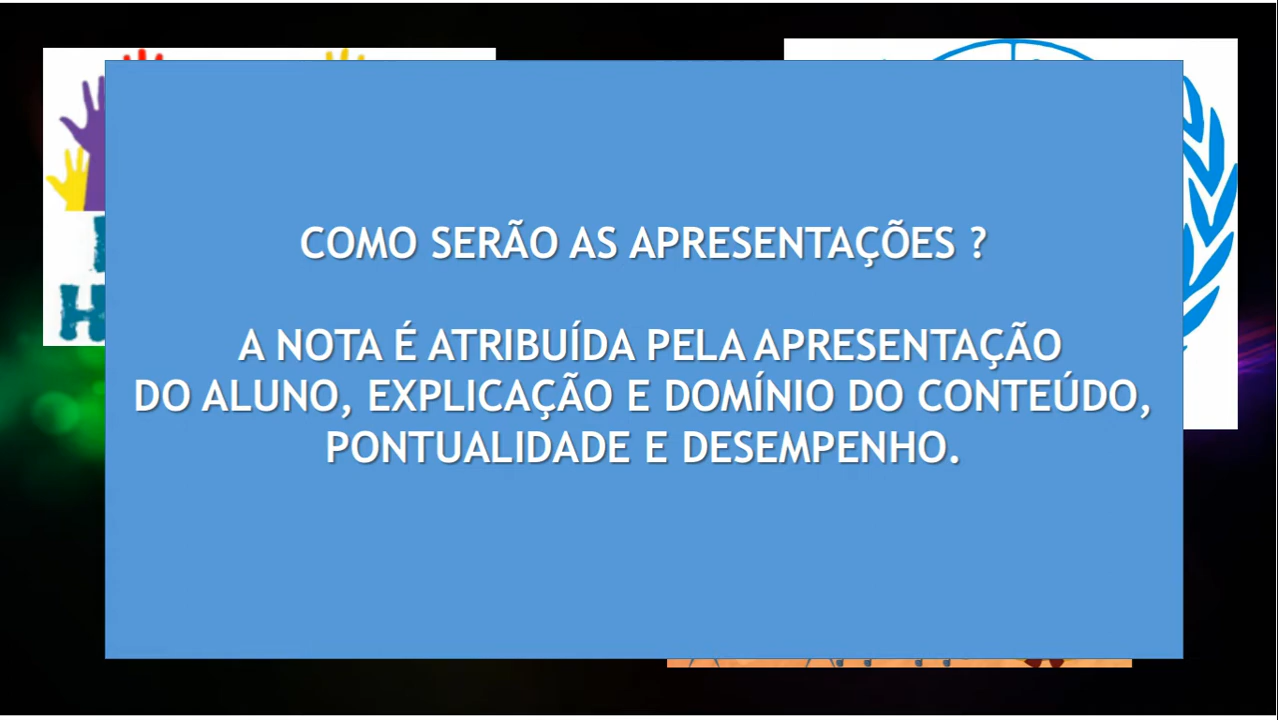 COMO SERÃO AS APRESENTAÇÕES ?
A NOTA É ATRIBUÍDA PELA APRESENTAÇÃO
DO ALUNO, EXPLICAÇÃO E DOMÍNIO DO CONTEÚDO,
PONTUALIDADE E DESEMPENHO.